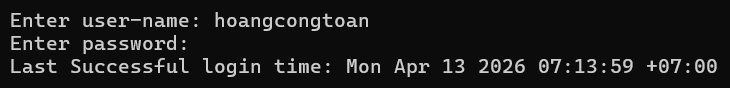 Enter user-name: hoangcongtoan
Enter password:
Last Successful login time: Mon Apr 13 2026 07:13:59 +07:00